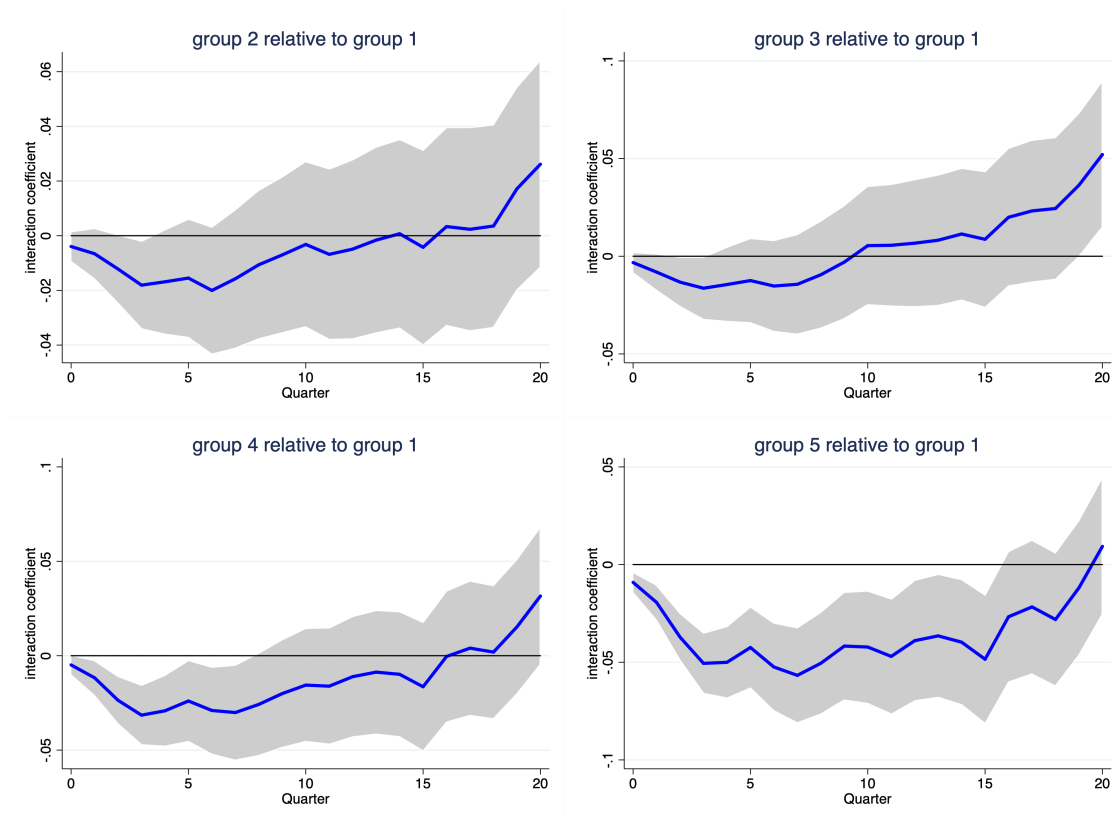 group 2 relative to group 1
interaction coefficient
.06
.04
.02
0
-.02
-.04
0 5 10 15 20
Quarter
group 3 relative to group 1
interaction coefficient
.1
.05
0
-.05
0 5 10 15 20
Quarter
group 4 relative to group 1
interaction coefficient
.1
.05
0
-.05
0 5 10 15 20
Quarter
group 5 relative to group 1
interaction coefficient
.05
0
-.05
-.1
0 5 10 15 20
Quarter